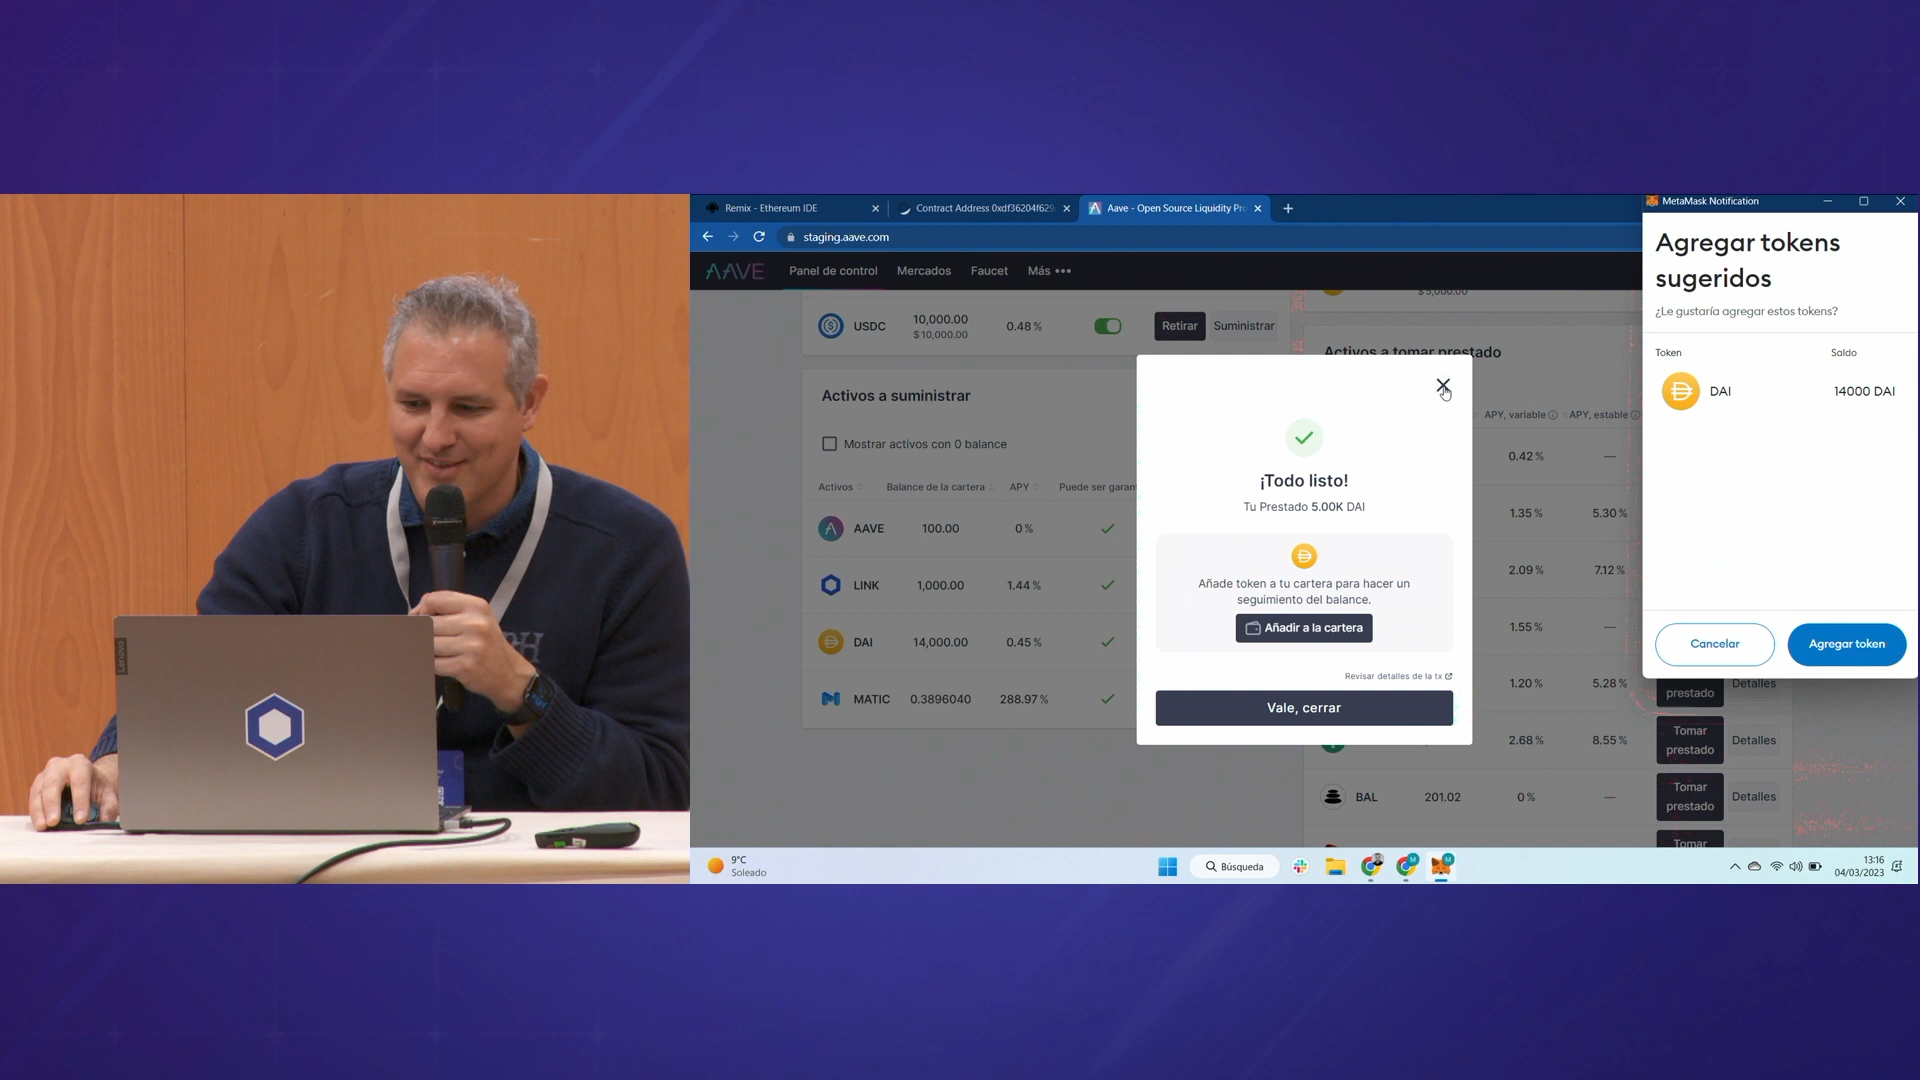 Lenovo
Remix - Ethereum IDE
Contract Address 0xdf36204f629
Aave - Open Source Liquidity Pro
staging.aave.com
AAVE
Panel de control
Mercados
Faucet
Más •••
USDC
10,000.00
$ 10,000.00
0.48 %
Retirar
Suministrar
$ 5,000.00
Activos a suministrar
Mostrar activos con 0 balance
Activos
Balance de la cartera
APY
Puede ser garan
AAVE 100.00 0 %
LINK 1,000.00 1.44 %
DAI 14,000.00 0.45 %
MATIC 0.3896040 288.97 %
Activos a tomar prestado
APY, variable
APY, estable
0.42 % —
1.35 % 5.30 %
2.09 % 7.12 %
1.55 % —
1.20 % 5.28 %
prestado
Detalles
2.68 % 8.55 %
Tomar
prestado
Detalles
BAL 201.02 0 % —
Tomar
prestado
Detalles
Tomar
¡Todo listo!
Tu Prestado 5.00K DAI
Añade token a tu cartera para hacer un
seguimiento del balance.
Añadir a la cartera
Revisar detalles de la tx
Vale, cerrar
MetaMask Notification
Agregar tokens
sugeridos
¿Le gustaría agregar estos tokens?
Token
Saldo
DAI
14000 DAI
Cancelar
Agregar token
9°C
Soleado
Búsqueda
13:16
04/03/2023